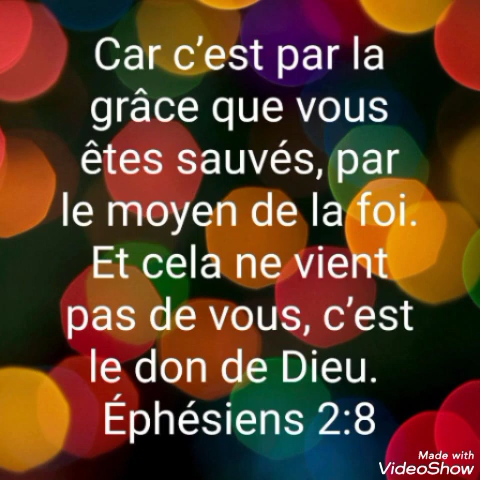 Car c’est par la
grâce que vous
êtes sauvés, par
le moyen de la foi.
Et cela ne vient
pas de vous, c’est
le don de Dieu.
Éphésiens 2:8
Made with
VideoShow